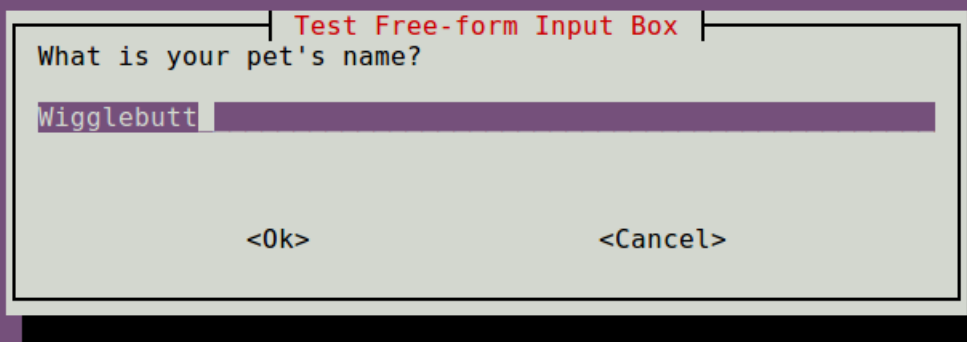 Test Free-form Input Box
What is your pet's name?
Wigglebutt
<Ok> <Cancel>